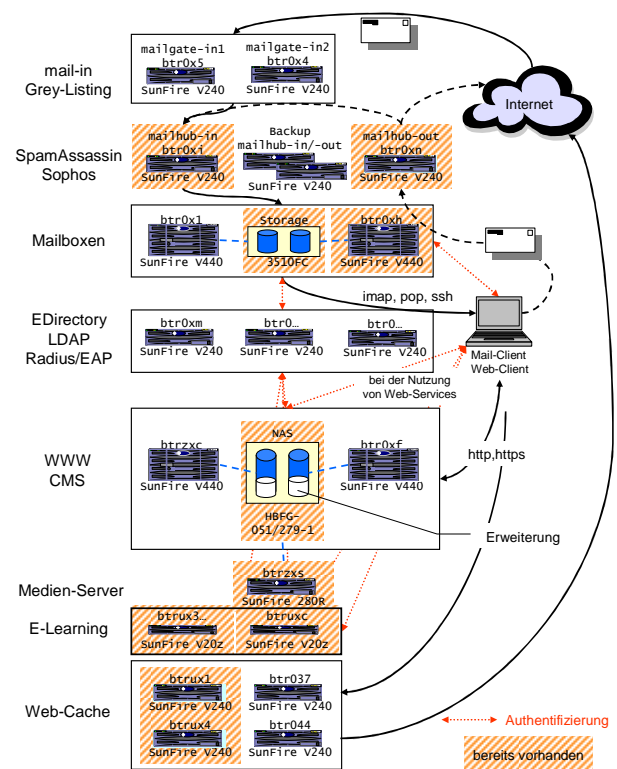 mailgate-in1
btr0x5
SunFire V240
mailgate-in2
btr0x4
SunFire V240
mail-in
Grey-Listing
Internet
mailhub-in
btr0xi
SunFire V240
Backup
mailhub-in/-out
SunFire V240
mailhub-out
btr0xn
SunFire V240
SpamAssassin
Sophos
btr0x1
SunFire V440
Storage
3510FC
btr0xh
SunFire V440
Mailboxen
imap, pop, ssh
EDirectory
LDAP
Radius/EAP
btr0xm
SunFire V240
btr0…
SunFire V240
btr0…
SunFire V240
Mail-Client
Web-Client
bei der Nutzung
von Web-Services
WWW
CMS
btrzxc
SunFire V440
NAS
HBFG-
051/279-1
btr0xf
SunFire V440
http,https
Erweiterung
Medien-Server
btrzxs
SunFire 280R
E-Learning
btrux3…
SunFire V20z
btruxc
SunFire V20z
Web-Cache
btrux1
SunFire V240
btr037
SunFire V240
btrux4
SunFire V240
btr044
SunFire V240
Authentifizierung
bereits vorhanden